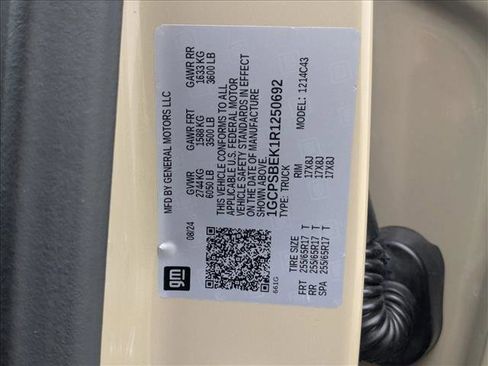 gm
MFD BY GENERAL MOTORS LLC
08/24 GVWR GAWR FRT GAWR RR
2744 KG 1588 KG 1633 KG
6050 LB 3500 LB 3600 LB
THIS VEHICLE CONFORMS TO ALL
APPLICABLE U.S. FEDERAL MOTOR
VEHICLE SAFETY STANDARDS IN EFFECT
ON THE DATE OF MANUFACTURE
SHOWN ABOVE.
1GCPSBEK1R1250692
TYPE: TRUCK MODEL: 1214C43
661G
TIRE SIZE RIM
FRT 255/65R17 T 17X8J
RR 255/65R17 T 17X8J
SPA 255/65R17 T 17X8J